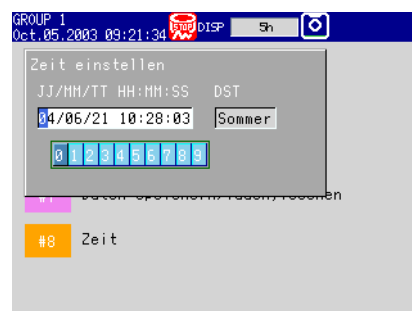 GROUP 1
Oct.05.2003 09:21:34 STOP DISP 5h
Zeit einstellen
JJ/MM/TT HH:MM:SS DST
04/06/21 10:28:03 Sommer
0 1 2 3 4 5 6 7 8 9
#8 Zeit